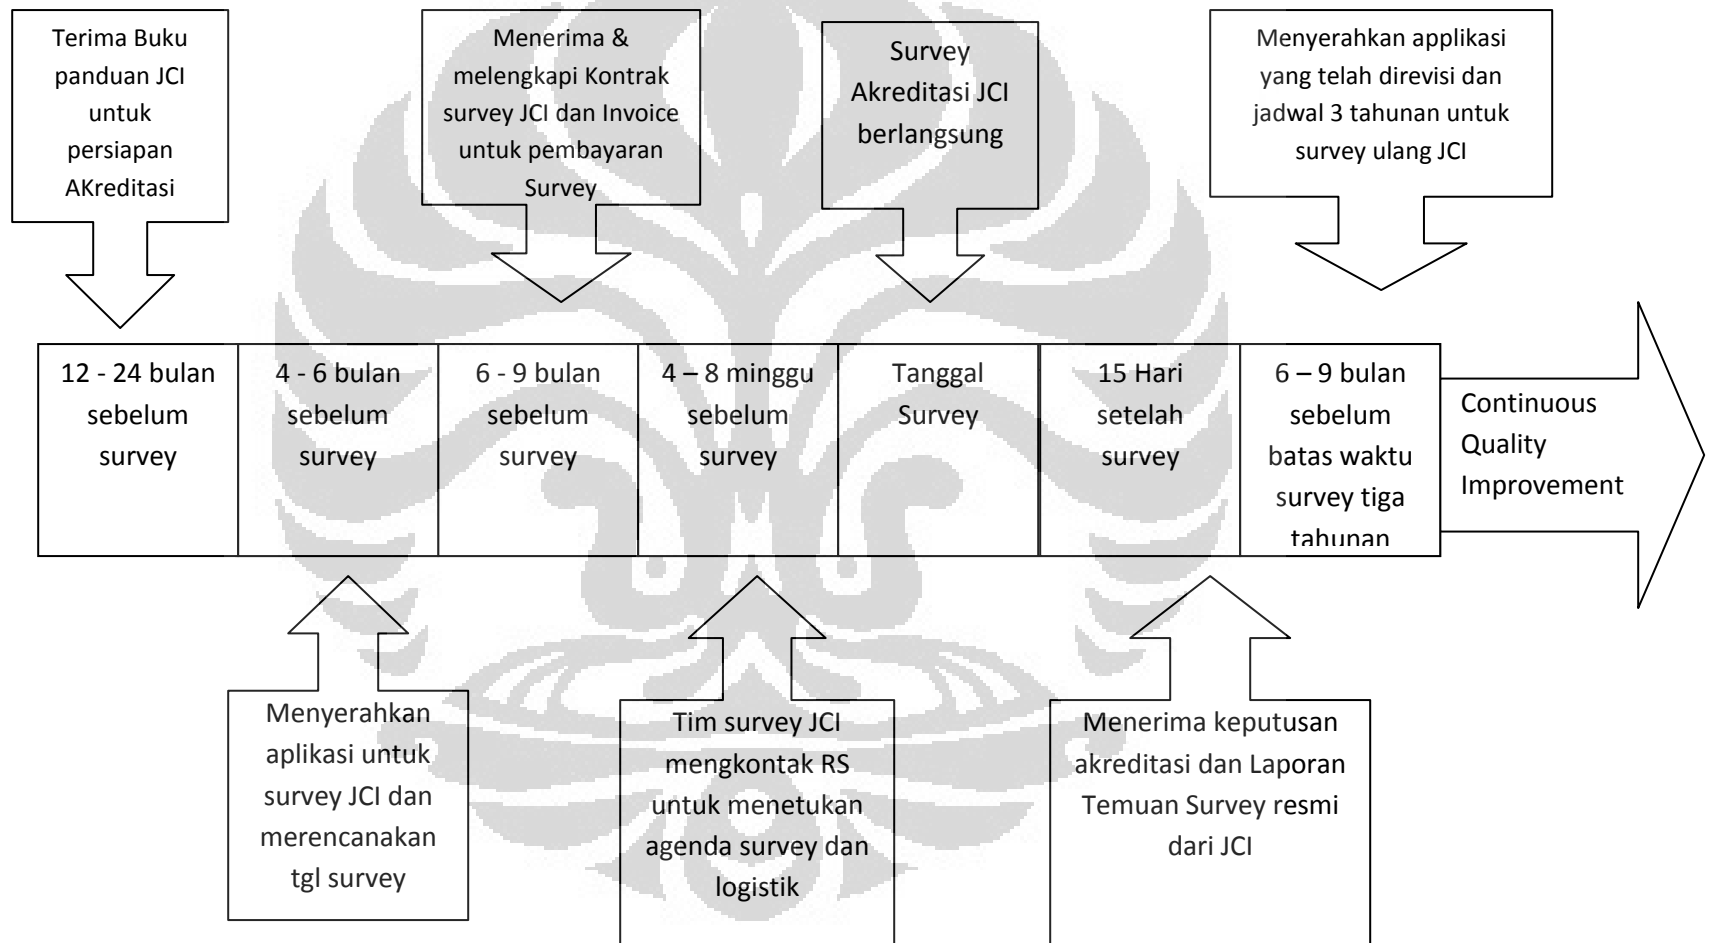 Terima Buku
panduan JCI
untuk
persiapan
AKreditasi
Menerima &
melengkapi Kontrak
survey JCI dan Invoice
untuk pembayaran
Survey
Survey
Akreditasi JCI
berlangsung
Menyerahkan applikasi
yang telah direvisi dan
jadwal 3 tahunan untuk
survey ulang JCI
12 - 24 bulan
sebelum
survey
4 - 6 bulan
sebelum
survey
6 - 9 bulan
sebelum
survey
4 – 8 minggu
sebelum
survey
Tanggal
Survey
15 Hari
setelah
survey
6 – 9 bulan
sebelum
batas waktu
survey tiga
tahunan
Continuous
Quality
Improvement
Menyerahkan
aplikasi untuk
survey JCI dan
merencanakan
tgl survey
Tim survey JCI
mengkontak RS
untuk menetukan
agenda survey dan
logistik
Menerima keputusan
akreditasi dan Laporan
Temuan Survey resmi
dari JCI